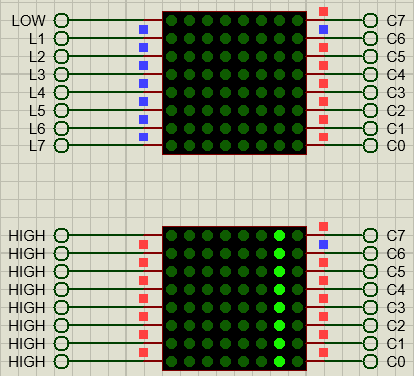 LOW C7
L1 C6
L2 C5
L3 C4
L4 C3
L5 C2
L6 C1
L7 C0
HIGH C7
HIGH C6
HIGH C5
HIGH C4
HIGH C3
HIGH C2
HIGH C1
HIGH C0